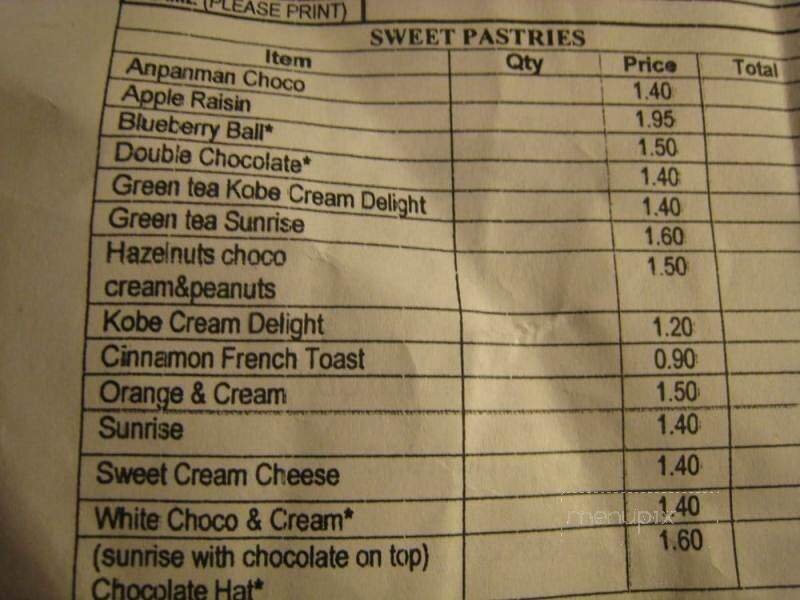 (PLEASE PRINT)
SWEET PASTRIES
Item Qty Price Total
Anpanman Choco 1.40
Apple Raisin 1.95
Blueberry Ball* 1.50
Double Chocolate* 1.40
Green tea Kobe Cream Delight 1.40
Green tea Sunrise 1.60
Hazelnuts choco 1.50
cream&peanuts
Kobe Cream Delight 1.20
Cinnamon French Toast 0.90
Orange & Cream 1.50
Sunrise 1.40
Sweet Cream Cheese 1.40
White Choco & Cream* 1.40
menupix
(sunrise with chocolate on top) 1.60
Chocolate Hat*